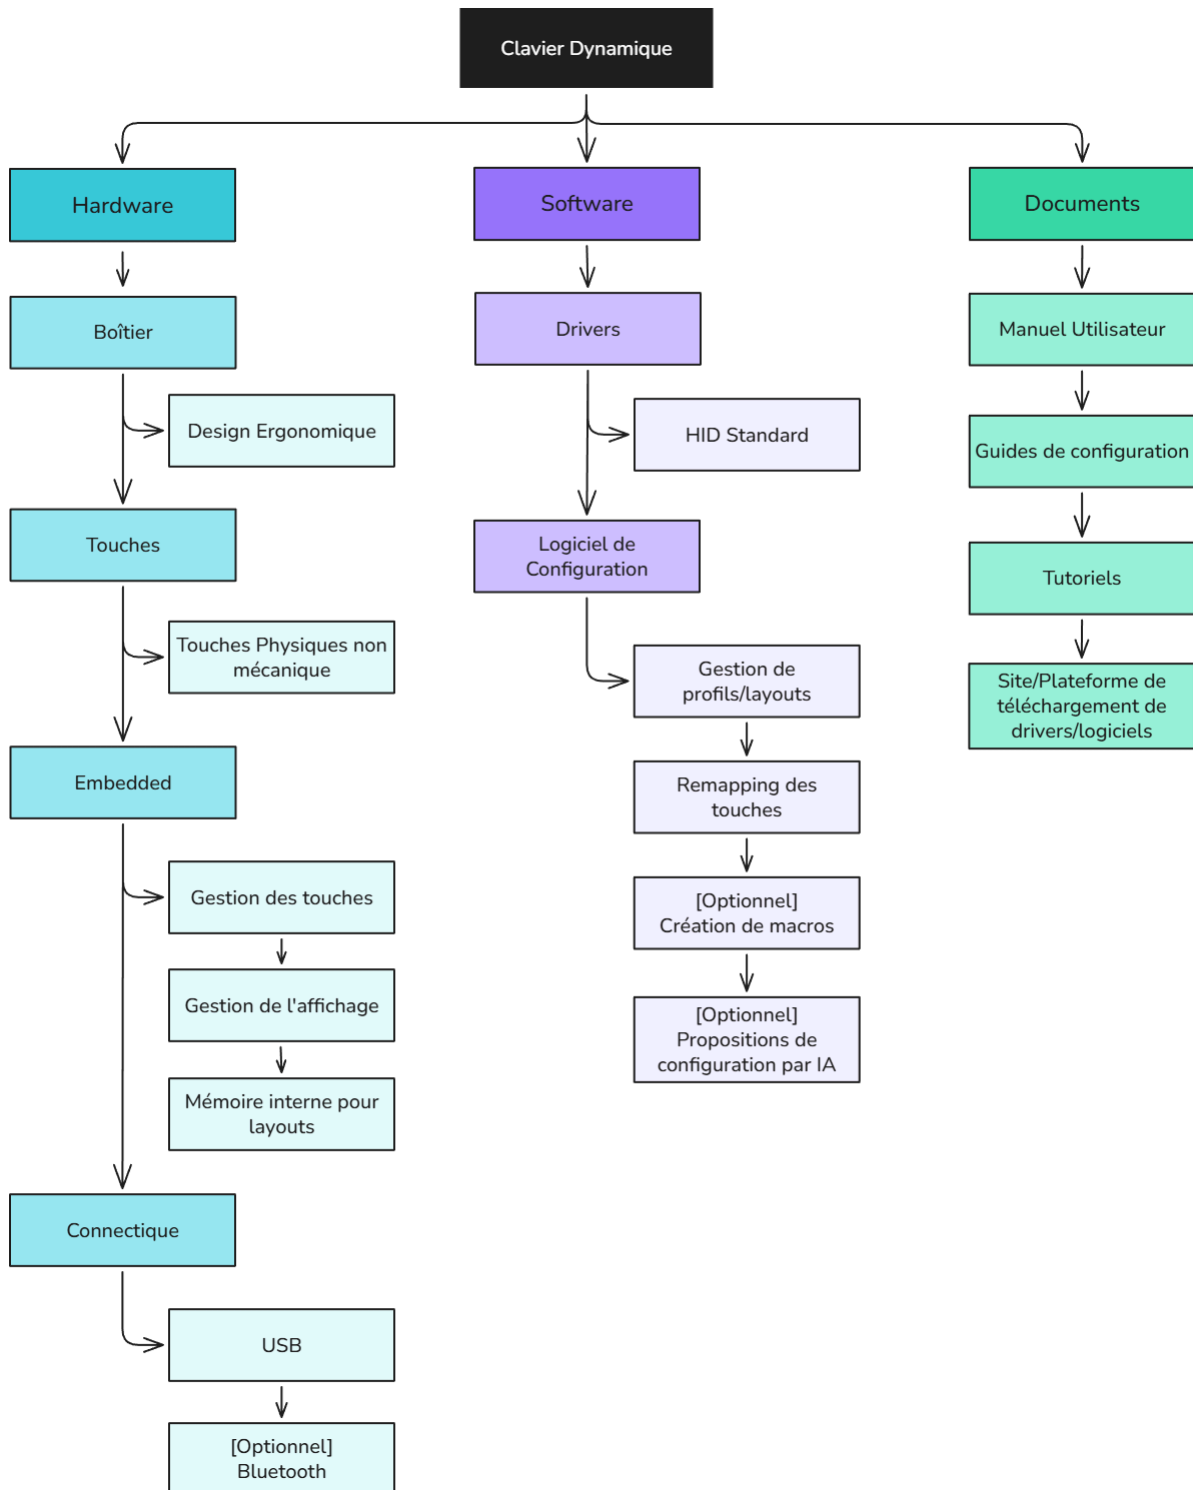 Clavier Dynamique
Hardware
Boîtier
Design Ergonomique
Touches
Touches Physiques non
mécanique
Embedded
Gestion des touches
Gestion de l'affichage
Mémoire interne pour
layouts
Connectique
USB
[Optionnel]
Bluetooth
Software
Drivers
HID Standard
Logiciel de
Configuration
Gestion de
profils/layouts
Remapping des
touches
[Optionnel]
Création de macros
[Optionnel]
Propositions de
configuration par IA
Documents
Manuel Utilisateur
Guides de configuration
Tutoriels
Site/Plateforme de
téléchargement de
drivers/logiciels